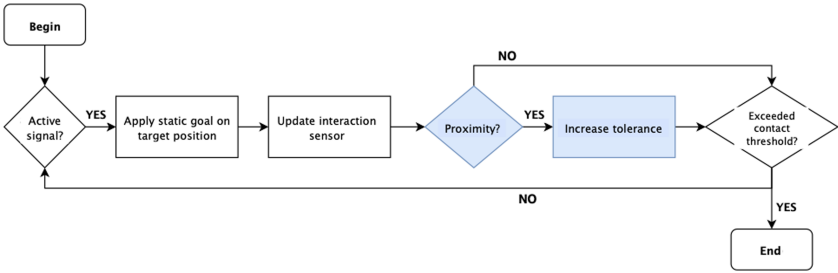 Begin
NO
Active
signal?
YES
Apply static goal on
target position
Update interaction
sensor
Proximity?
YES
Increase tolerance
Exceeded
contact
threshold?
NO
YES
End